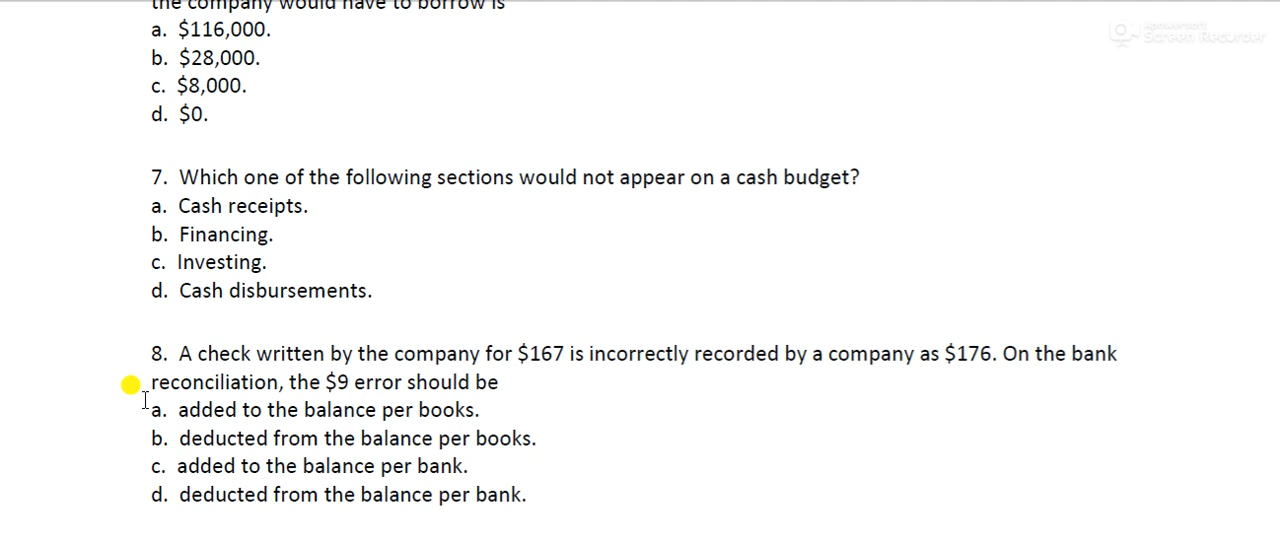 the company would have to borrow is
a. $116,000.
b. $28,000.
c. $8,000.
d. $0.
Apowersoft
Screen Recorder
7. Which one of the following sections would not appear on a cash budget?
a. Cash receipts.
b. Financing.
c. Investing.
d. Cash disbursements.
8. A check written by the company for $167 is incorrectly recorded by a company as $176. On the bank
reconciliation, the $9 error should be
a. added to the balance per books.
b. deducted from the balance per books.
c. added to the balance per bank.
d. deducted from the balance per bank.